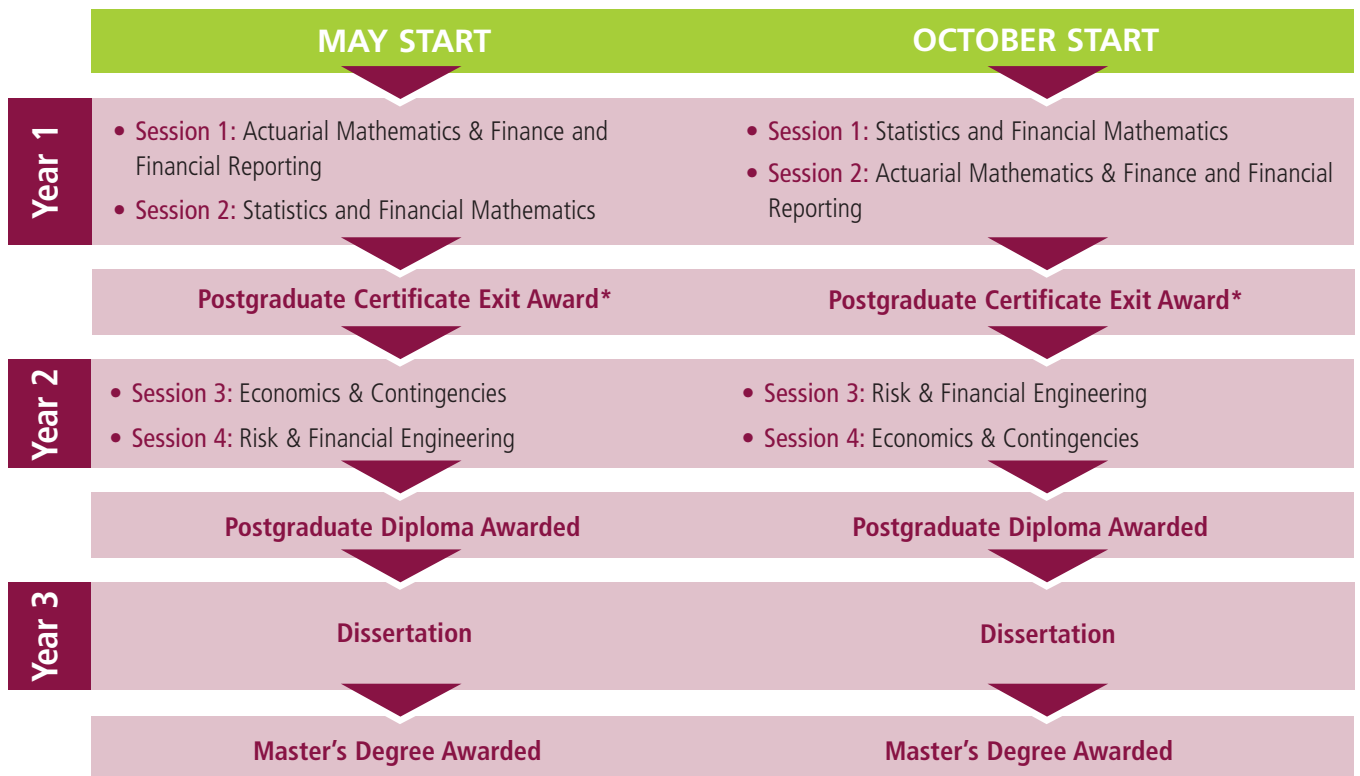 MAY START
OCTOBER START
Year 1
• Session 1: Actuarial Mathematics & Finance and
Financial Reporting
• Session 2: Statistics and Financial Mathematics
• Session 1: Statistics and Financial Mathematics
• Session 2: Actuarial Mathematics & Finance and Financial
Reporting
Postgraduate Certificate Exit Award*
Postgraduate Certificate Exit Award*
Year 2
• Session 3: Economics & Contingencies
• Session 4: Risk & Financial Engineering
• Session 3: Risk & Financial Engineering
• Session 4: Economics & Contingencies
Postgraduate Diploma Awarded
Postgraduate Diploma Awarded
Year 3
Dissertation
Dissertation
Master's Degree Awarded
Master's Degree Awarded